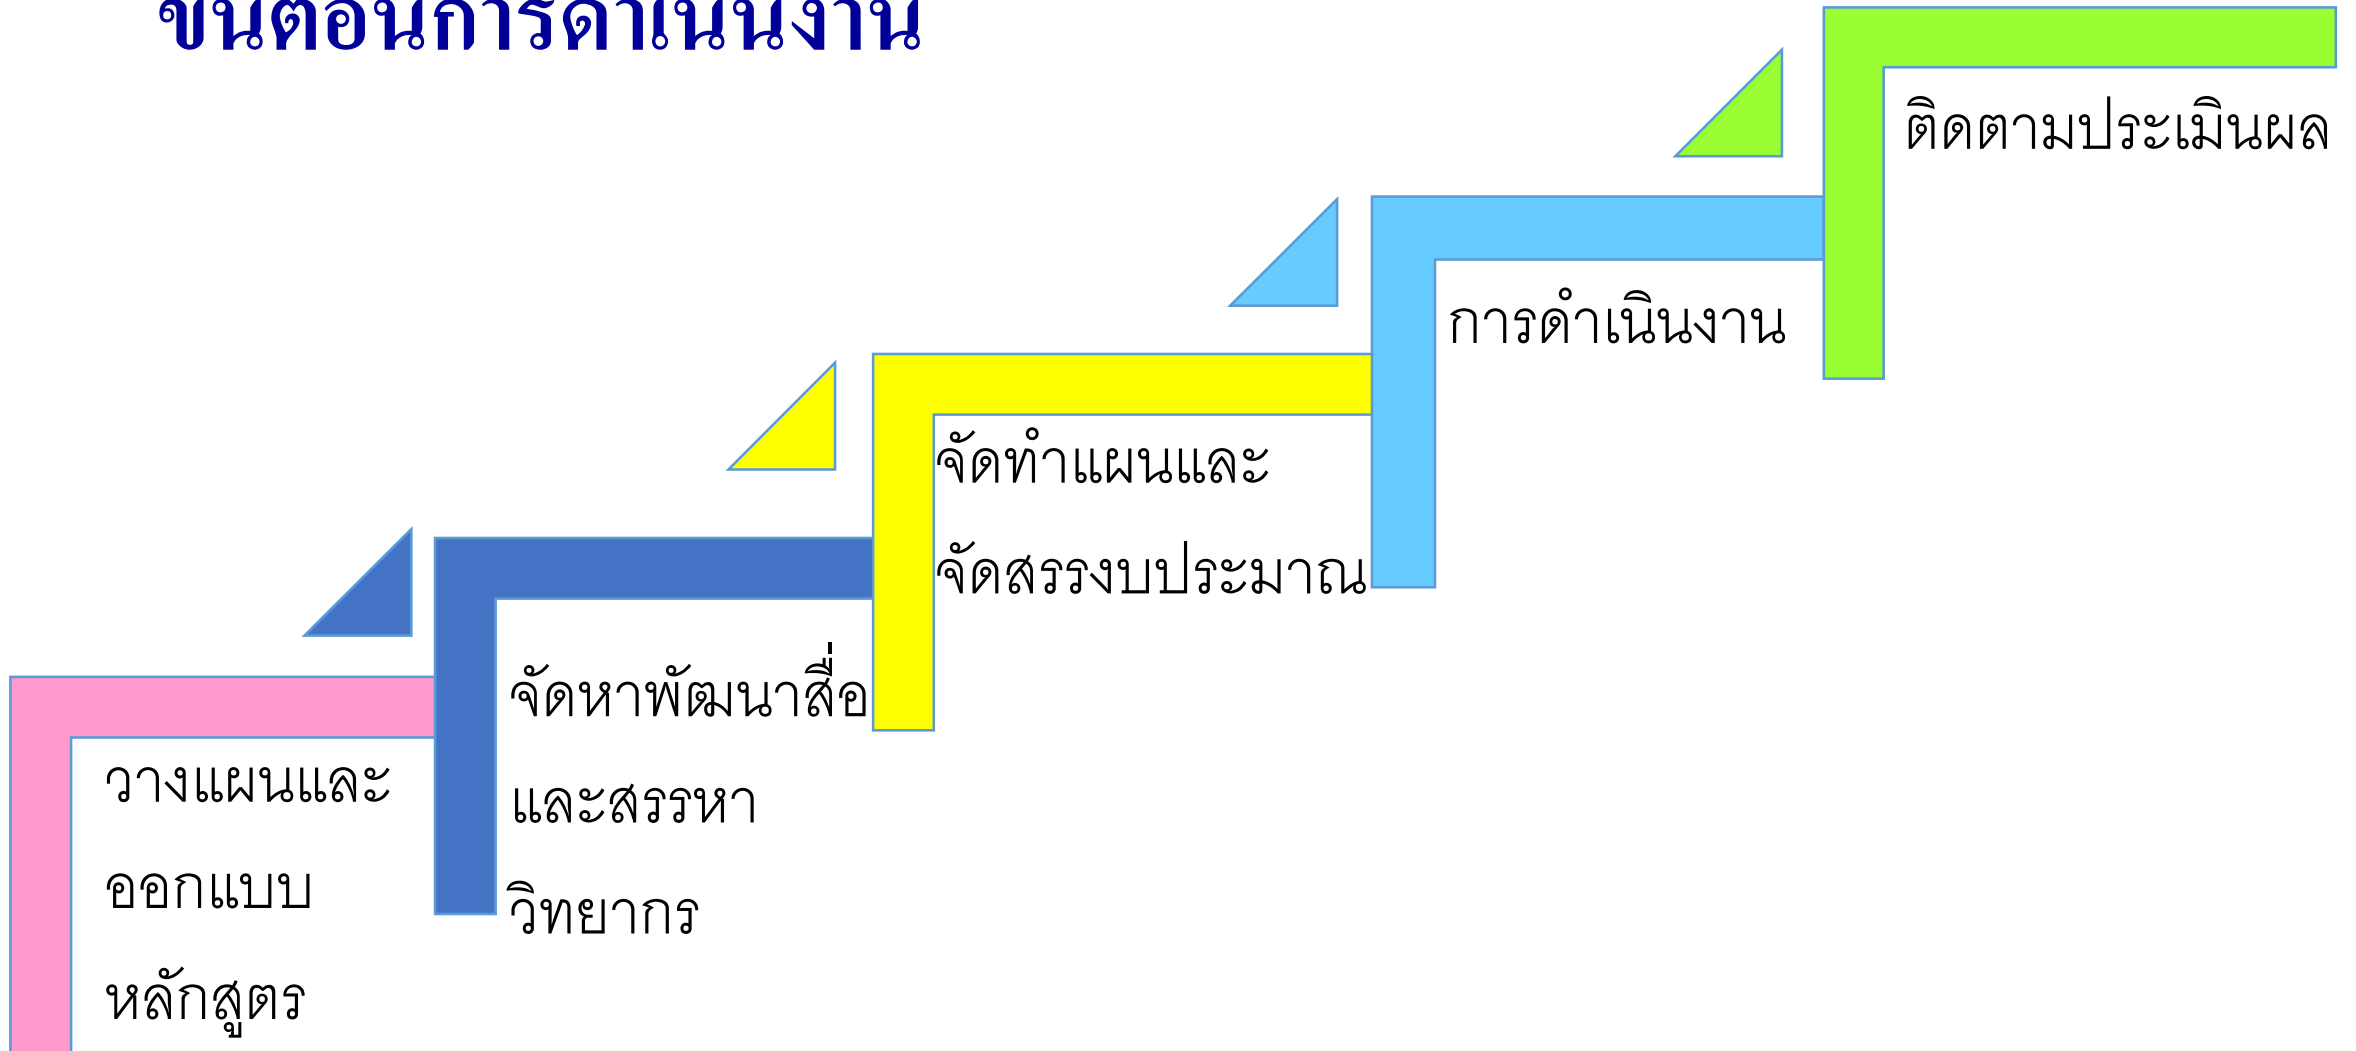 ขั้นตอนการดำเนินงาน
ติดตามประเมินผล
การดำเนินงาน
จัดทำแผนและ
จัดสรรงบประมาณ
จัดหาพัฒนาสื่อ
และสรรหา
วิทยากร
วางแผนและ
ออกแบบ
หลักสูตร